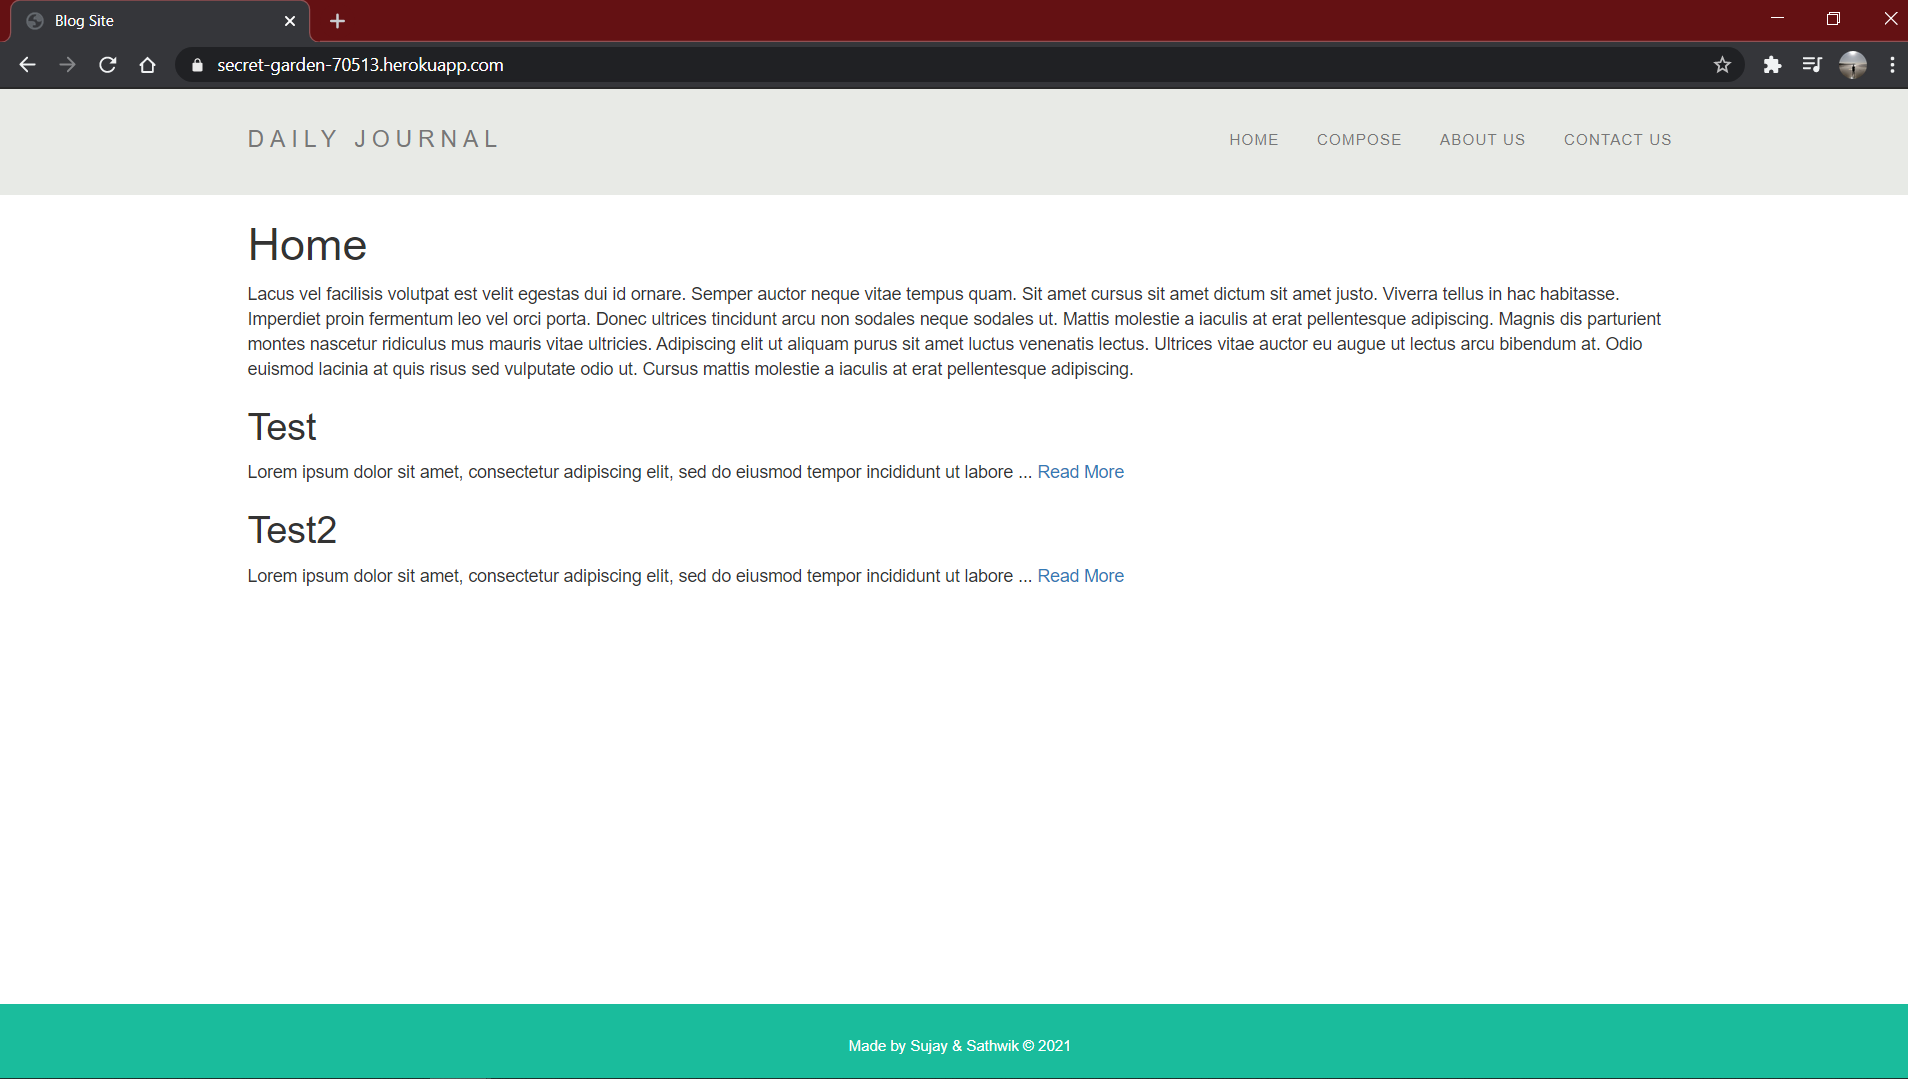 Blog Site
secret-garden-70513.herokuapp.com
DAILY JOURNAL
HOME COMPOSE ABOUT US CONTACT US
Home
Lacus vel facilisis volutpat est velit egestas dui id ornare. Semper auctor neque vitae tempus quam. Sit amet cursus sit amet dictum sit amet justo. Viverra tellus in hac habitasse.
Imperdiet proin fermentum leo vel orci porta. Donec ultrices tincidunt arcu non sodales neque sodales ut. Mattis molestie a iaculis at erat pellentesque adipiscing. Magnis dis parturient
montes nascetur ridiculus mus mauris vitae ultricies. Adipiscing elit ut aliquam purus sit amet luctus venenatis lectus. Ultrices vitae auctor eu augue ut lectus arcu bibendum at. Odio
euismod lacinia at quis risus sed vulputate odio ut. Cursus mattis molestie a iaculis at erat pellentesque adipiscing.
Test
Lorem ipsum dolor sit amet, consectetur adipiscing elit, sed do eiusmod tempor incididunt ut labore ... Read More
Test2
Lorem ipsum dolor sit amet, consectetur adipiscing elit, sed do eiusmod tempor incididunt ut labore ... Read More
Made by Sujay & Sathwik © 2021